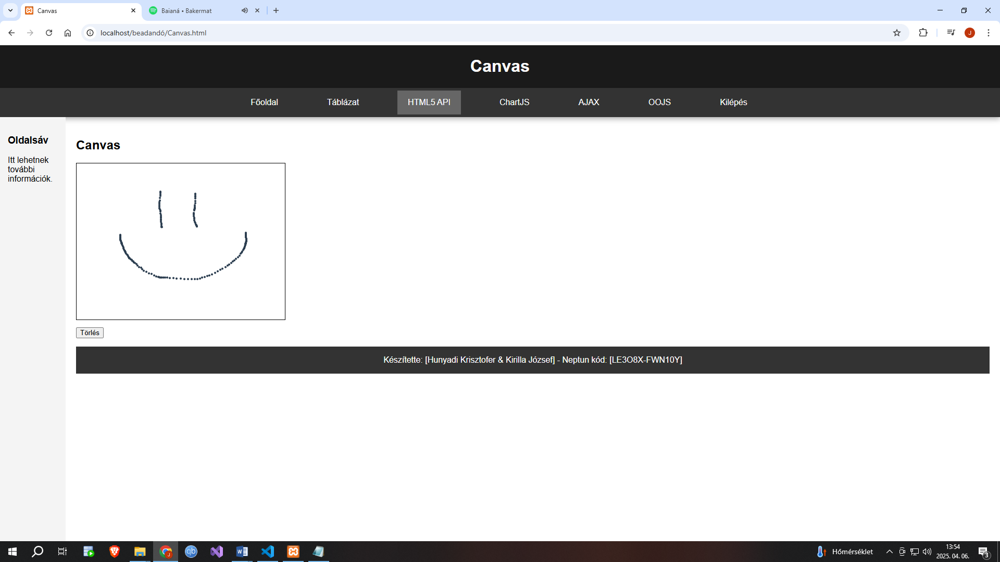 Canvas
Baianá • Bakermat
localhost/beadandó/Canvas.html
J
Canvas
Főoldal
Táblázat
HTML5 API
ChartJS
AJAX
OOJS
Kilépés
Oldalsáv
Itt lehetnek
további
információk.
Canvas
Törlés
Készítette: [Hunyadi Krisztofer & Kirilla József] - Neptun kód: [LE3O8X-FWN10Y]
J
qb
W
Hőmérséklet
13:54
2025. 04. 06.
3